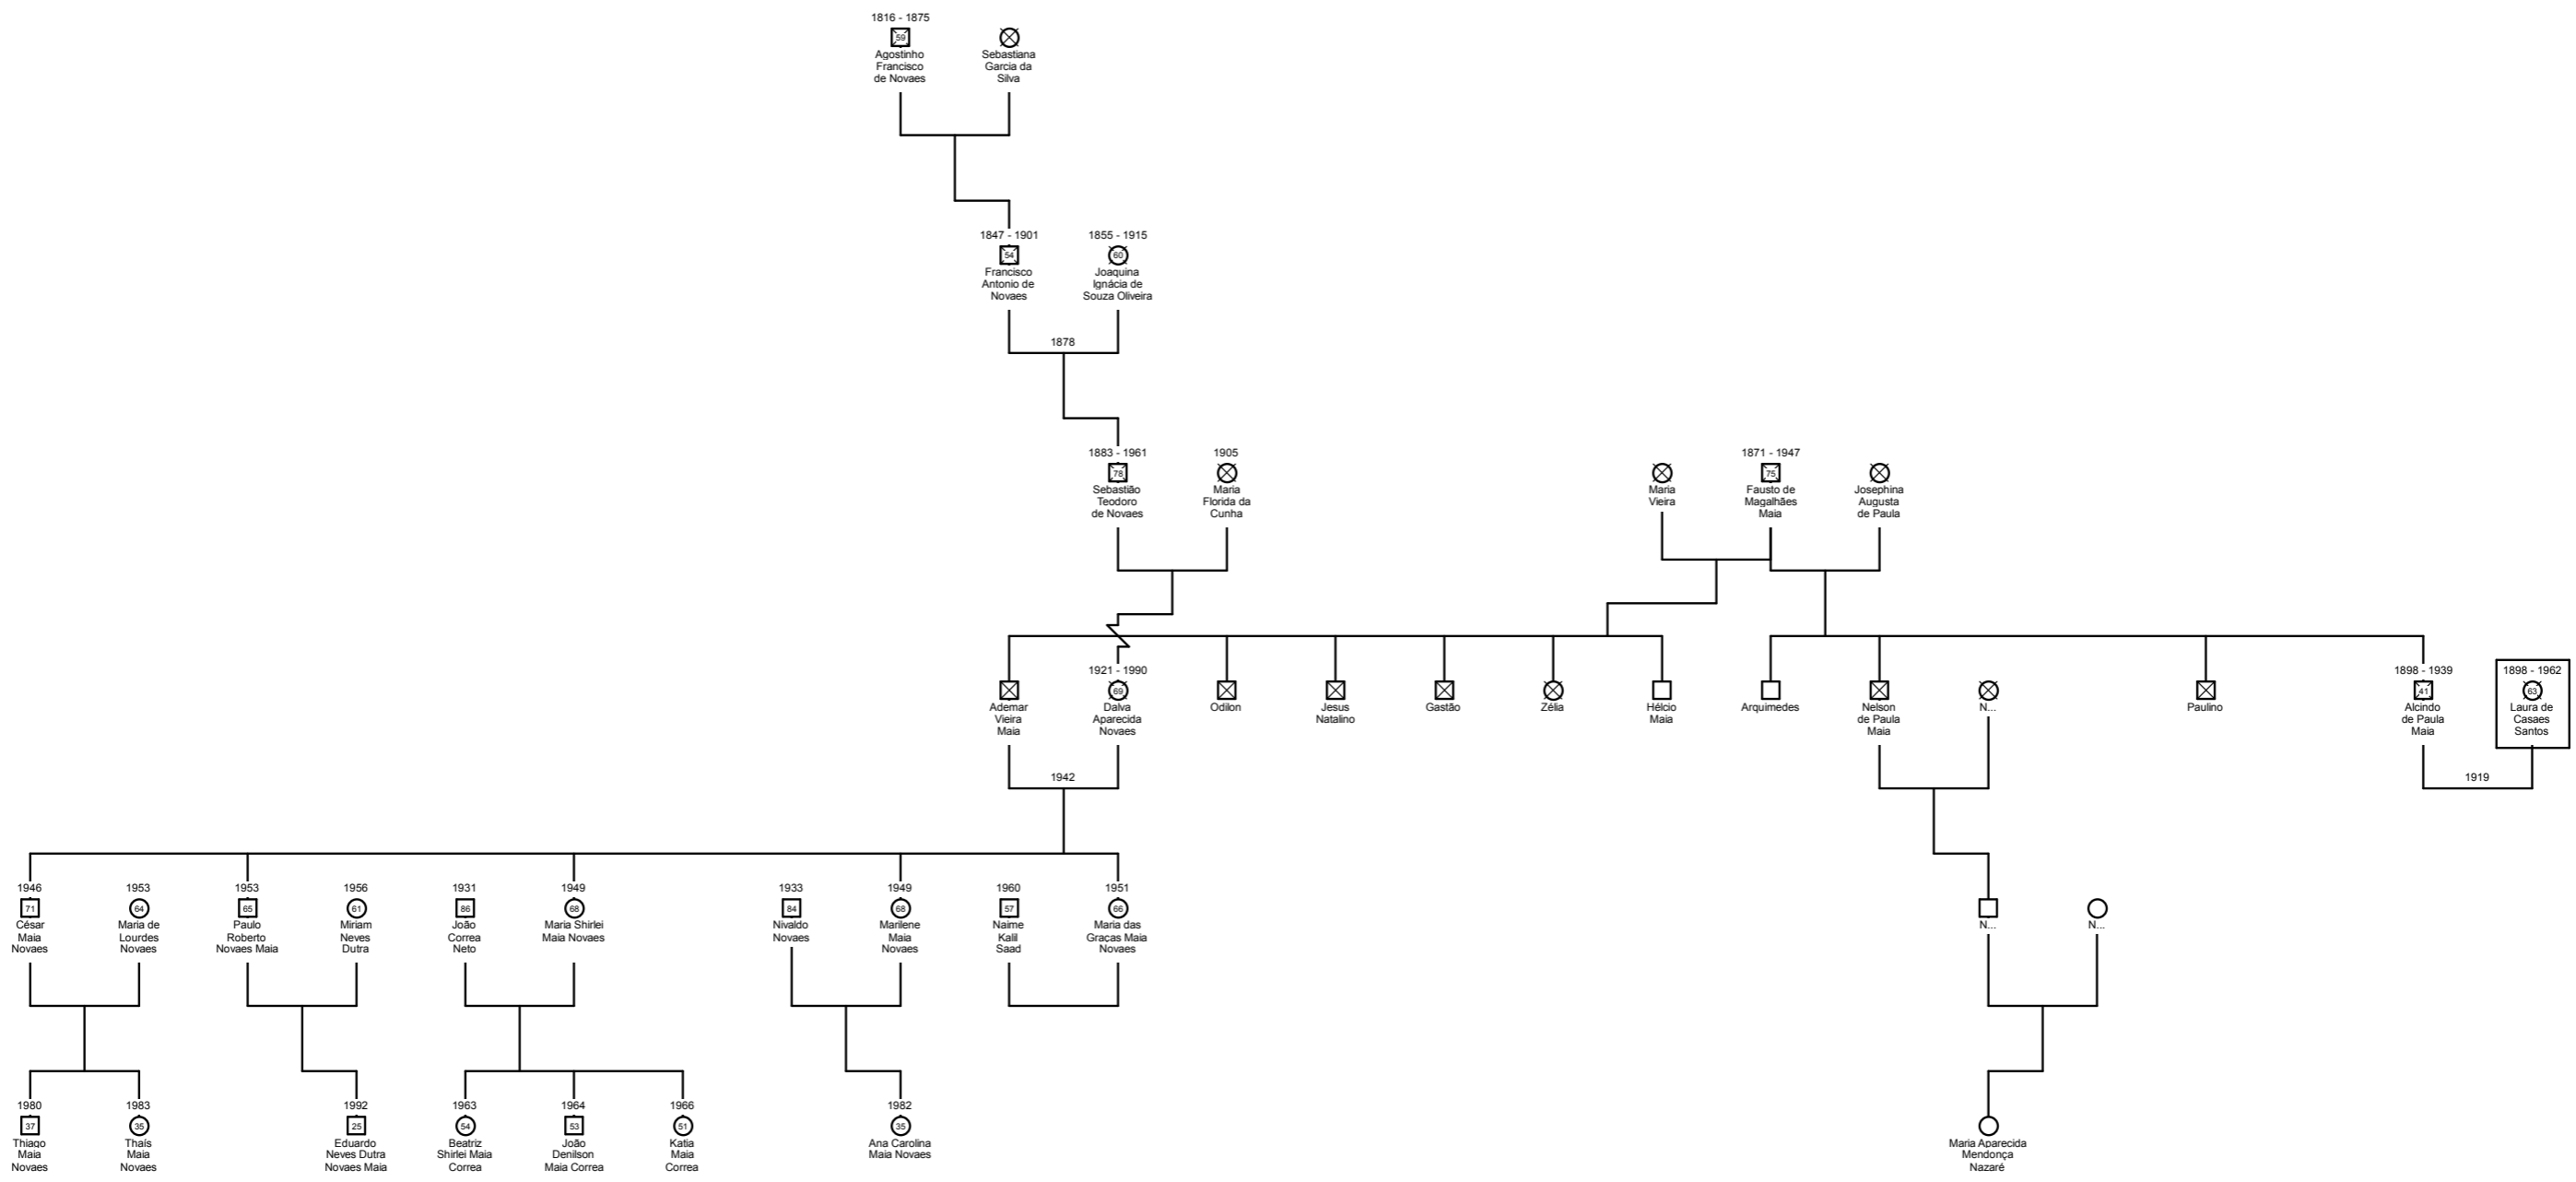 1816 - 1875
59
Agostinho
Francisco
de Novaes
Sebastiana
Garcia da
Silva
1847 - 1901
54
Francisco
Antonio de
Novaes
1855 - 1915
60
Joaquina
Ignácia de
Souza Oliveira
1878
1883 - 1961
78
Sebastião
Teodoro
de Novaes
1905
Maria
Florida da
Cunha
Maria
Vieira
1871 - 1947
75
Fausto de
Magalhães
Maia
Josephina
Augusta
de Paula
Ademar
Vieira
Maia
1921 - 1990
69
Dalva
Aparecida
Novaes
Odilon
Jesus
Natalino
Gastão
Zélia
Hélcio
Maia
Arquimedes
Nelson
de Paula
Maia
N...
Paulino
1898 - 1939
41
Alcindo
de Paula
Maia
1898 - 1962
63
Laura de
Casaes
Santos
1942
1919
1946
71
César
Maia
Novaes
1953
64
Maria de
Lourdes
Novaes
1953
65
Paulo
Roberto
Novaes Maia
1956
61
Miriam
Neves
Dutra
1931
86
João
Correa
Neto
1949
68
Maria Shirlei
Maia Novaes
1933
84
Nivaldo
Novaes
1949
68
Marilene
Maia
Novaes
1960
57
Naime
Kalil
Saad
1951
66
Maria das
Graças Maia
Novaes
N...
N...
1980
37
Thiago
Maia
Novaes
1983
35
Thaís
Maia
Novaes
1992
25
Eduardo
Neves Dutra
Novaes Maia
1963
54
Beatriz
Shirlei Maia
Correa
1964
53
João
Denilson
Maia Correa
1966
51
Katia
Maia
Correa
1982
35
Ana Carolina
Maia Novaes
Maria Aparecida
Mendonça
Nazaré